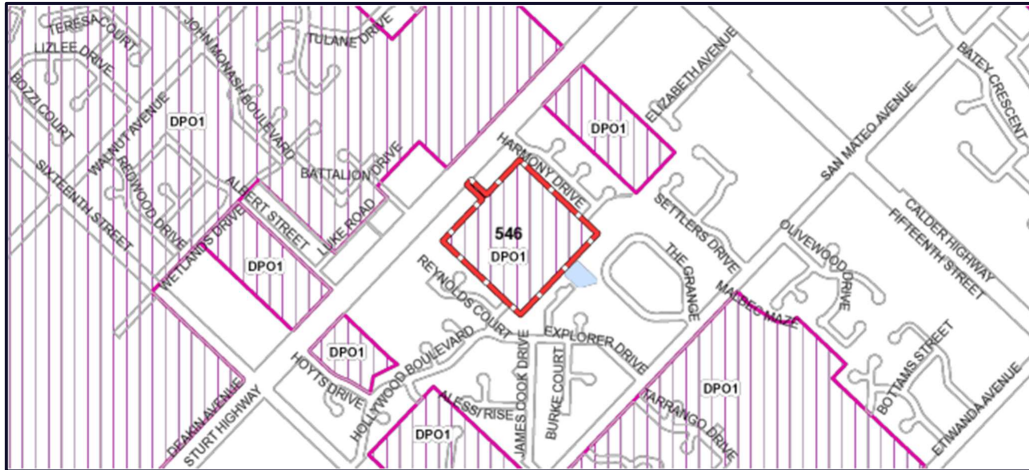 TERESA COURT
LIZLEE DRIVE
BOZZI COURT
JOHN MONASH BOULEVARD
TULANE DRIVE
WALNUT AVENUE
DPO1
REDWOOD DRIVE
SIXTEENTH STREET
BATTALION DRIVE
ALBERT STREET
LUKE ROAD
WETLANDS DRIVE
DPO1
HARMONY DRIVE
DPO1
ELIZABETH AVENUE
SAN MATEO AVENUE
BATEY CRESCENT
CALDER HIGHWAY
FIFTEENTH STREET
SETTLERS DRIVE
546
DPO1
THE GRANGE
OLIVEWOOD DRIVE
MALBEC MAZE
REYNOLDS COURT
EXPLORER DRIVE
DPO1
HOYTS DRIVE
HOLLYWOOD BOULEVARD
ALESSI RISE
JAMES COOK DRIVE
BURKE COURT
DPO1
TARRANGO DRIVE
DPO1
BOTTAMS STREET
ETIWANDA AVENUE
DEAKIN AVENUE
STURT HIGHWAY